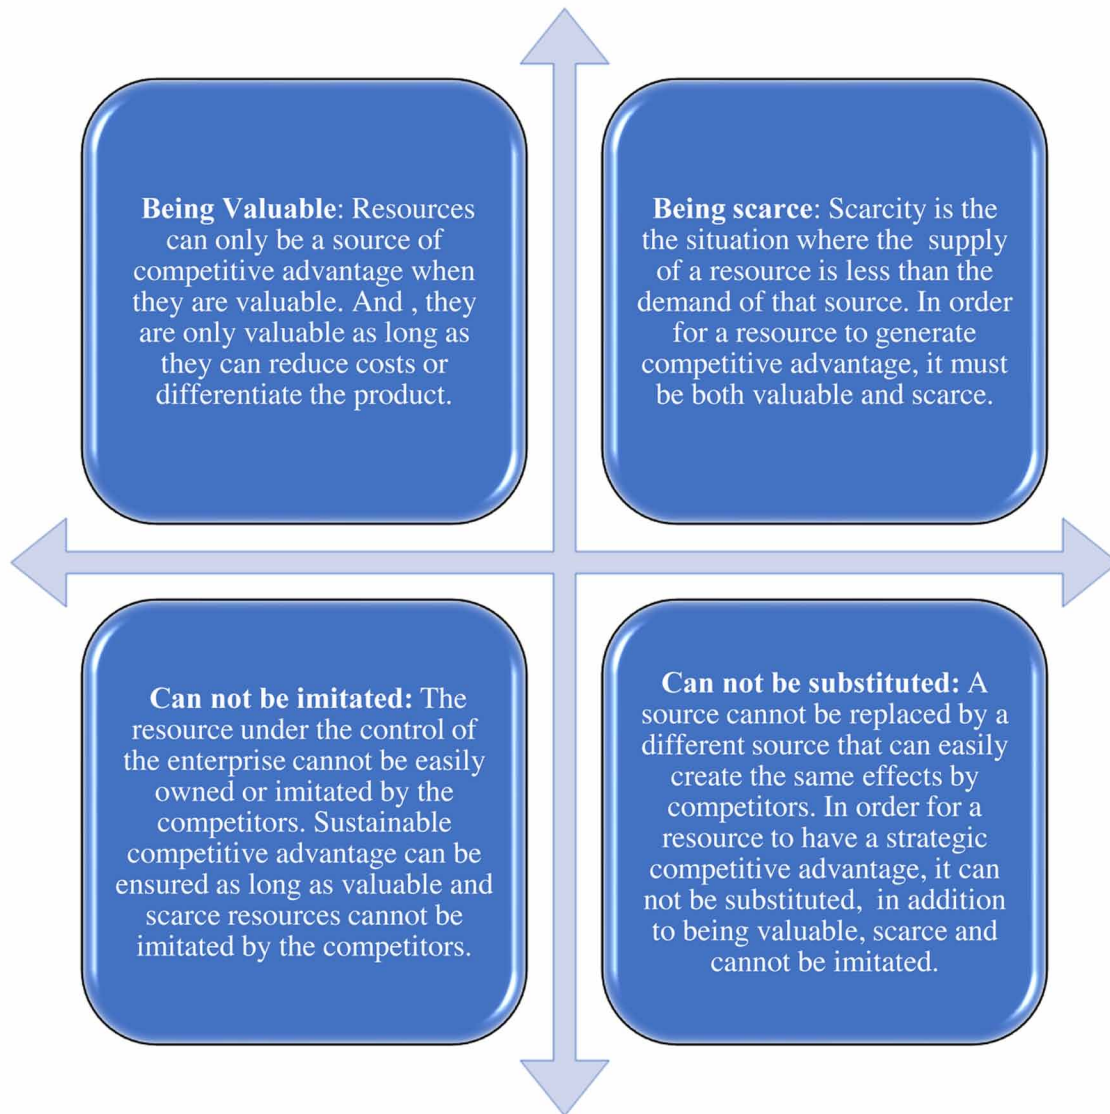 Being Valuable: Resources
can only be a source of
competitive advantage when
they are valuable. And , they
are only valuable as long as
they can reduce costs or
differentiate the product.
Being scarce: Scarcity is the
the situation where the  supply
of a resource is less than the
demand of that source. In order
for a resource to generate
competitive advantage, it must
be both valuable and scarce.
Can not be imitated: The
resource under the control of
the enterprise cannot be easily
owned or imitated by the
competitors. Sustainable
competitive advantage can be
ensured as long as valuable and
scarce resources cannot be
imitated by the competitors.
Can not be substituted: A
source cannot be replaced by a
different source that can easily
create the same effects by
competitors. In order for a
resource to have a strategic
competitive advantage, it can
not be substituted,  in addition
to being valuable, scarce and
cannot be imitated.